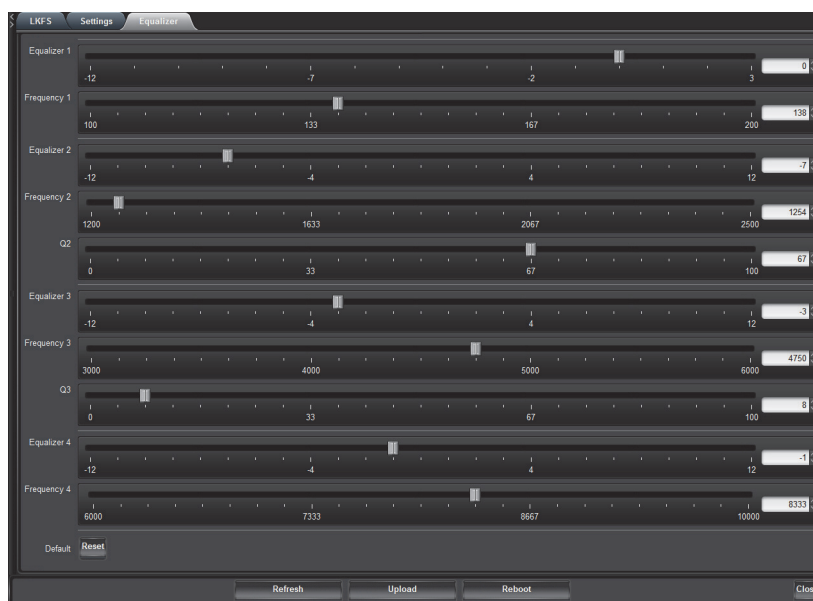 LKFS Settings Equalizer
Equalizer 1
0
-12 -7 -2 3
Frequency 1
138
100 133 167 200
Equalizer 2
-7
-12 -4 4 12
Frequency 2
1254
1200 1633 2067 2500
Q2
67
0 33 67 100
Equalizer 3
-3
-12 -4 4 12
Frequency 3
4750
3000 4000 5000 6000
Q3
8
0 33 67 100
Equalizer 4
-1
-12 -4 4 12
Frequency 4
8333
6000 7333 8667 10000
Default Reset
Refresh Upload Reboot Clos